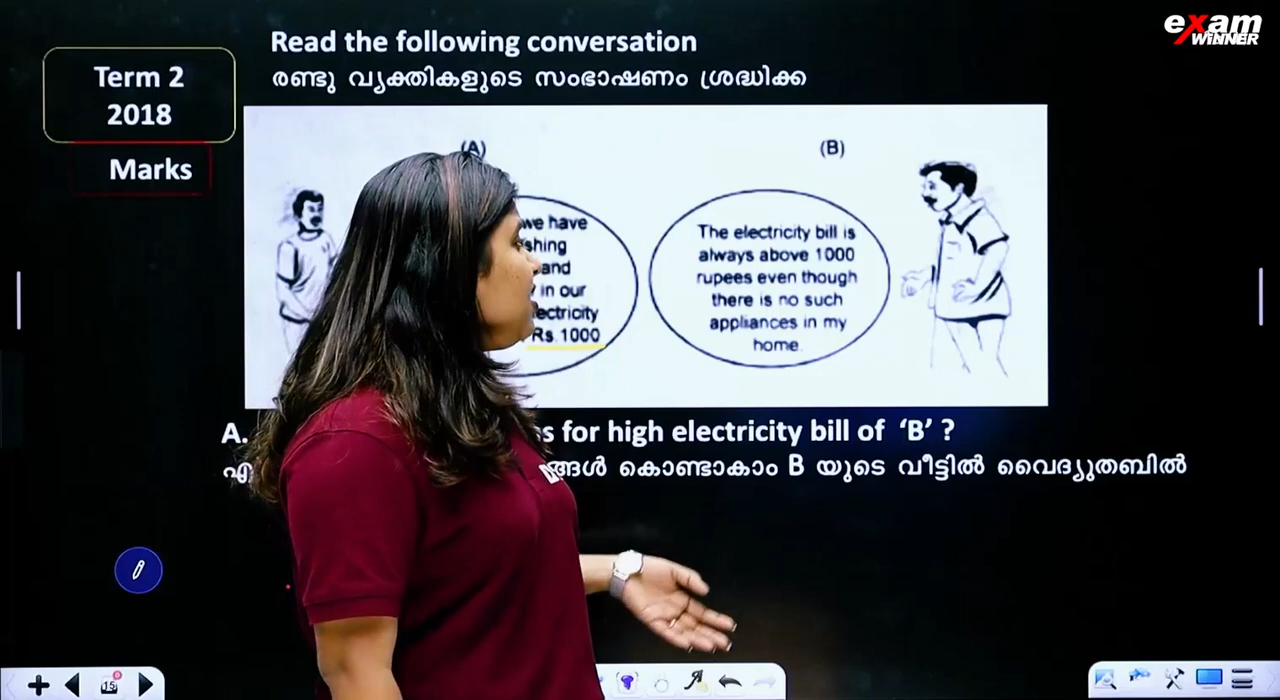 exam
WINNER
Read the following conversation
Term 2
2018
Marks
രണ്ടു വ്യക്തികളുടെ സംഭാഷണം ശ്രദ്ധിക്ക
(A)
(B)
we have
and
in our
Rs.1000
The electricity bill is
always above 1000
rupees even though
there is no such
appliances in my
home.
A.
for high electricity bill of ‘B’ ?
കൊണ്ടാകാം B യുടെ വീട്ടിൽ വൈദ്യുതബിൽ
15